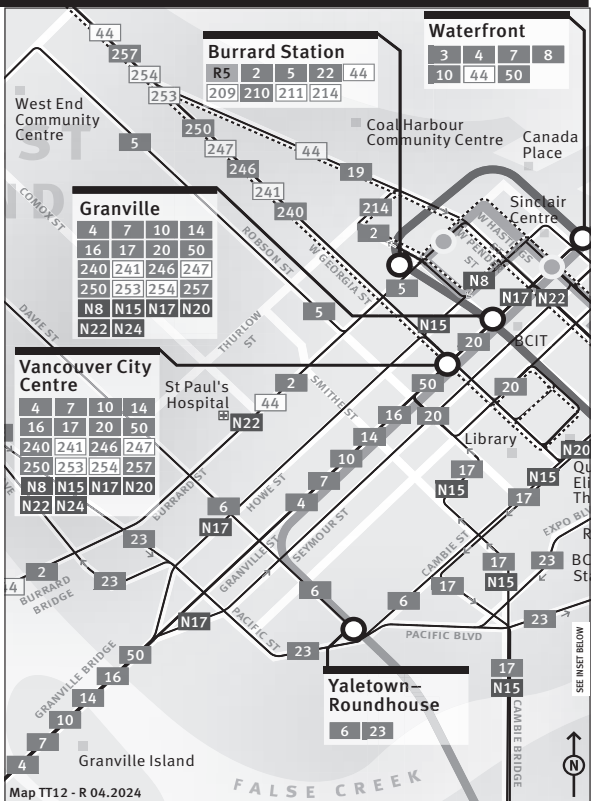 44
257
254
253
Burrard Station
R5 2 5 22 44
209 210 211 214
Waterfront
3 4 7 8
10 44 50
West End
Community
Centre
ST
5
250
247
246
241
240
44
19
214
2
Coal Harbour
Community Centre
Canada
Place
Sinclair
Centre
W HASTINGS ST
W PENDER ST
COMOX ST
Granville
4 7 10 14
16 17 20 50
240 241 246 247
250 253 254 257
N8 N15 N17 N20
N22 N24
ROBSON ST
W GEORGIA ST
DAVIE ST
THURLOW
ST
5
5
N8
N17 N22
N15
20
BCIT
Vancouver City
Centre
4 7 10 14
16 17 20 50
240 241 246 247
250 253 254 257
N8 N15 N17 N20
N22 N24
St Paul's
Hospital
2
44
N22
SMITHE ST
50
16 20
14
10
7
4
20
Library
17
N15
N20
N15
17
BURRARD ST
6
N17
HOWE ST
GRANVILLE ST
SEYMOUR ST
CAMBIE ST
EXPO BLV
17
N15
23
23
23
2
44
BURRARD
BRIDGE
N17
PACIFIC ST
6
6
17
23
PACIFIC BLVD
23
50
16
14
10
7
4
GRANVILLE BRIDGE
Yaletown–
Roundhouse
6 23
17
N15
CAMBIE BRIDGE
SEE INSET BELOW
Granville Island
FALSE CREEK
N
Map TT12 - R 04.2024